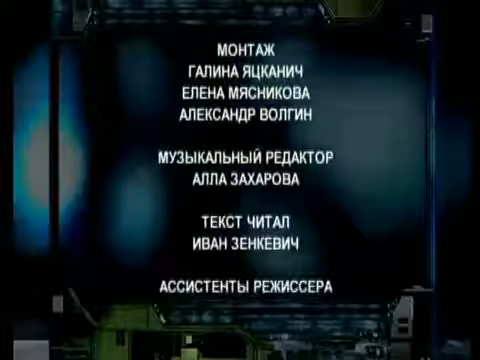 МОНТАЖ
ГАЛИНА ЯЦКАНИЧ
ЕЛЕНА МЯСНИКОВА
АЛЕКСАНДР ВОЛГИН
МУЗЫКАЛЬНЫЙ РЕДАКТОР
АЛЛА ЗАХАРОВА
ТЕКСТ ЧИТАЛ
ИВАН ЗЕНКЕВИЧ
АССИСТЕНТЫ РЕЖИССЕРА